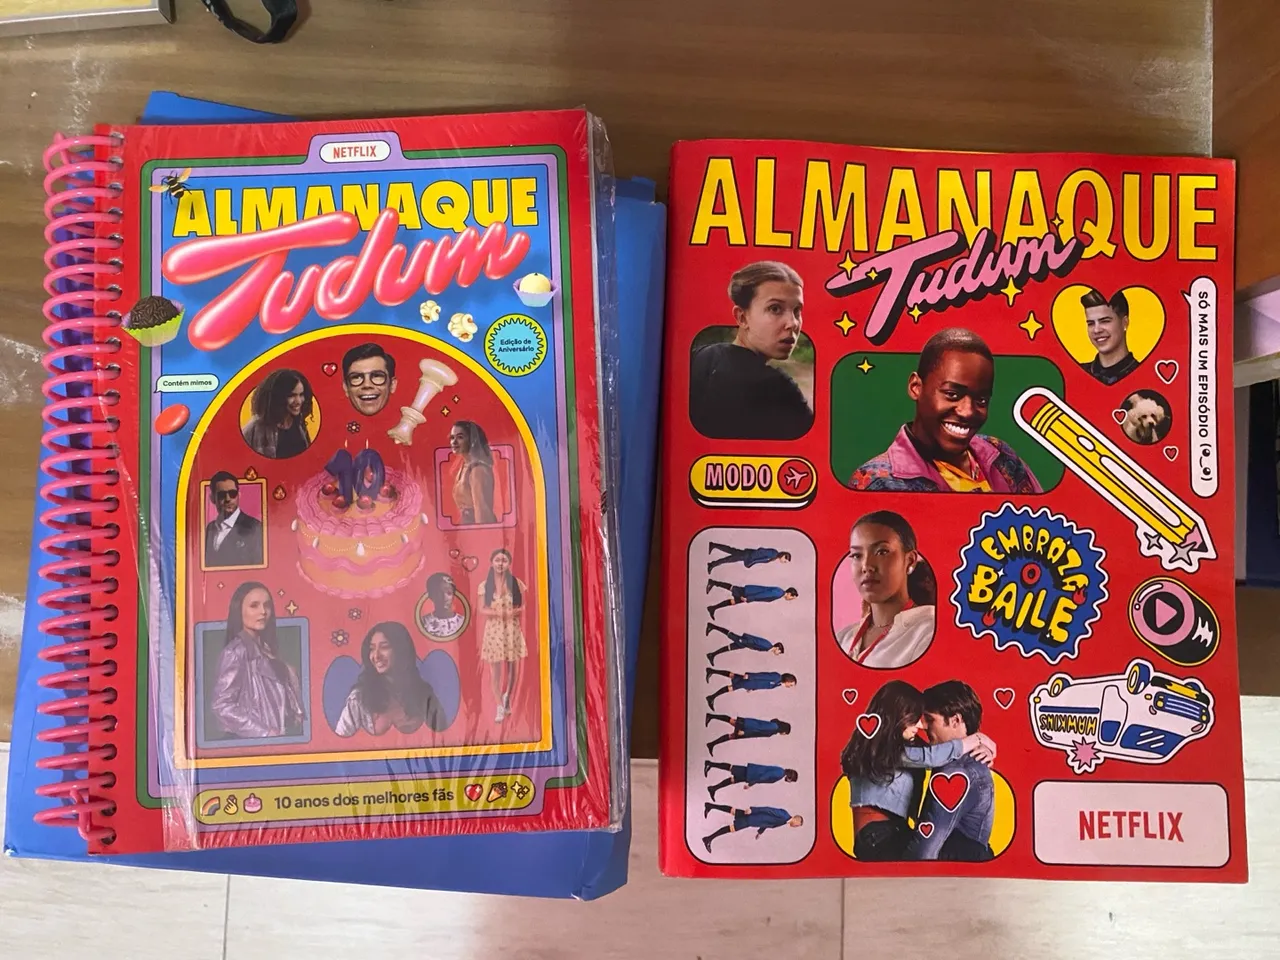 NETFLIX
ALMANAQUE
Tudum
Edição de
Aniversário
Contém mimos
10
10 anos dos melhores fãs
ALMANAQUE
Tudum
SÓ MAIS UM EPISÓDIO (•‿•)
MODO
EMBRAZA
O
BAILE
HAWKINS
NETFLIX